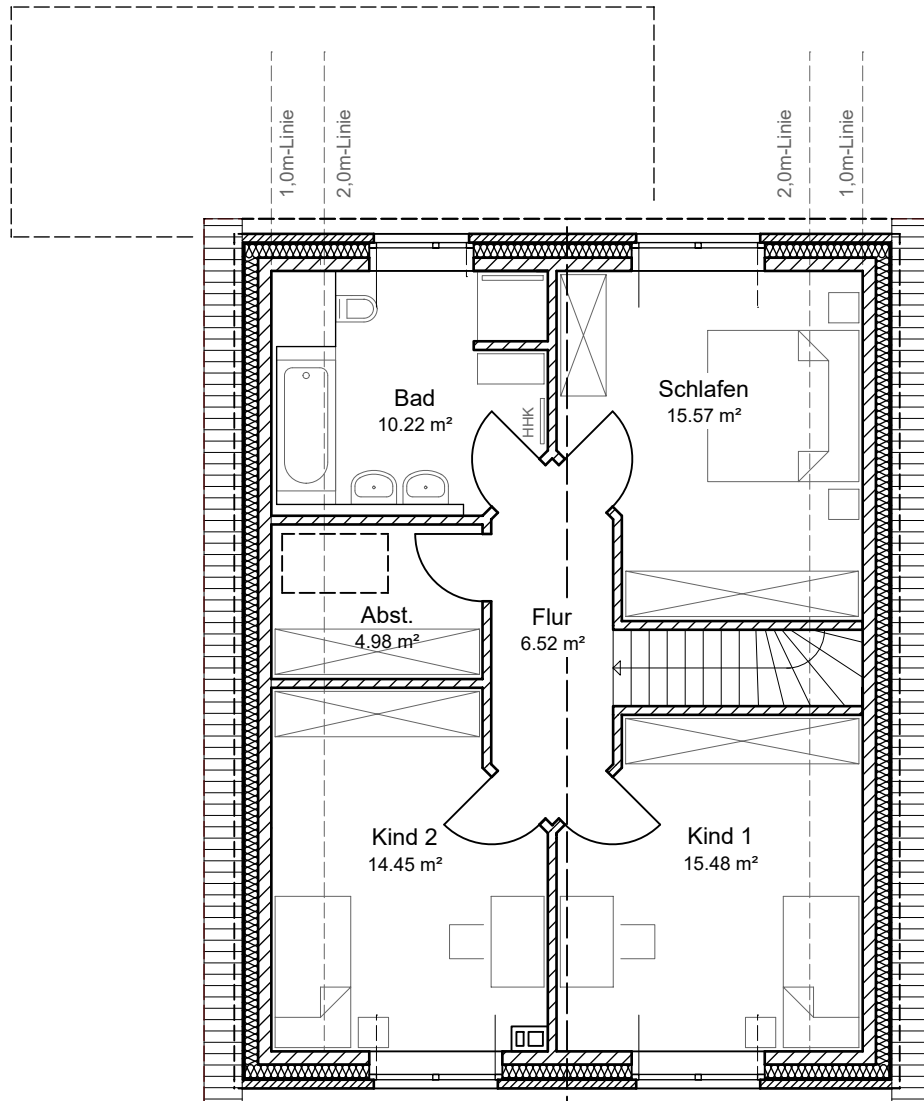 1,0m-Linie
2,0m-Linie
2,0m-Linie
1,0m-Linie
Bad
10.22 m²
HHK
Schlafen
15.57 m²
Abst.
4.98 m²
Flur
6.52 m²
Kind 2
14.45 m²
Kind 1
15.48 m²